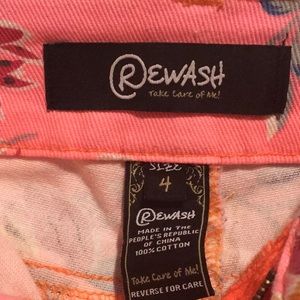 REWASH
Take Care of Me!
SIZE
4
REWASH
MADE IN THE
PEOPLE'S REPUBLIC
OF CHINA
100% COTTON
Take Care of Me!
REVERSE FOR CARE